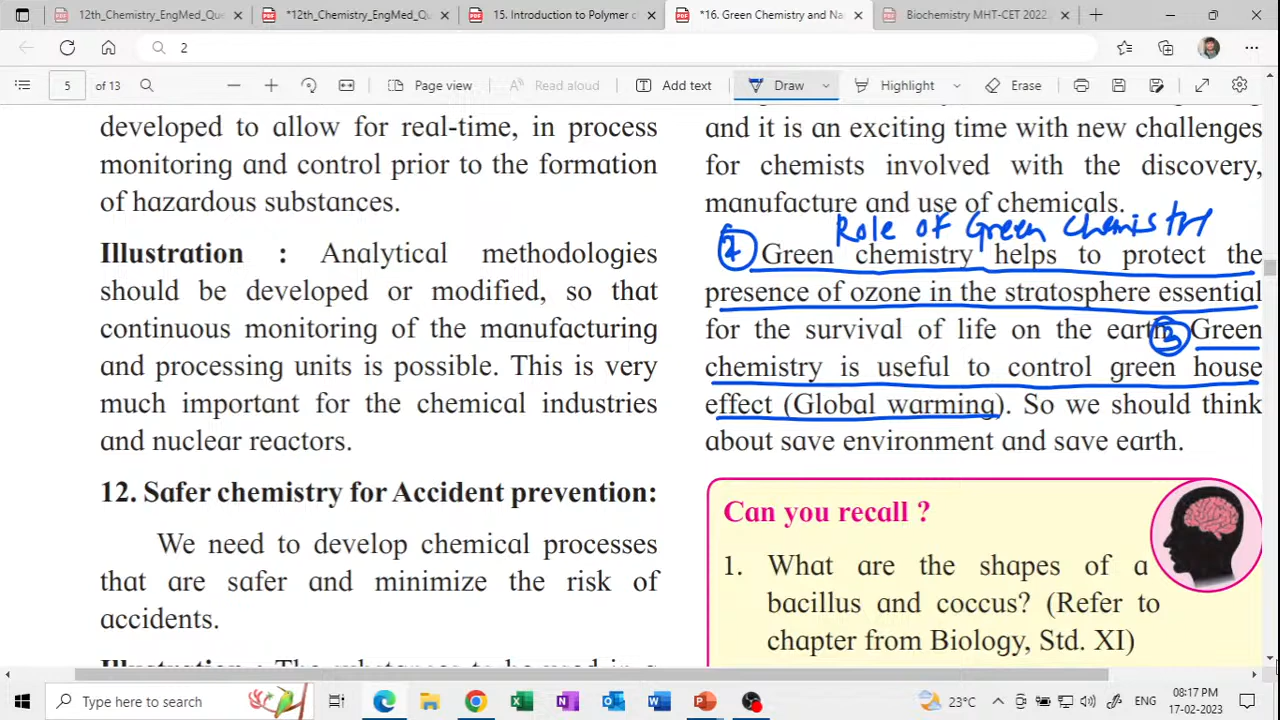 12th_Chemistry_EngMed_Que
*12th_Chemistry_EngMed_Qu
15. Introduction to Polymer c
*16. Green Chemistry and Na
Biochemistry MHT-CET 2022
2
5 of 13
Page view
Read aloud
Add text
Draw
Highlight
Erase
developed to allow for real-time, in process
monitoring and control prior to the formation
of hazardous substances.
Illustration : Analytical methodologies
should be developed or modified, so that
continuous monitoring of the manufacturing
and processing units is possible. This is very
much important for the chemical industries
and nuclear reactors.
12. Safer chemistry for Accident prevention:
We need to develop chemical processes
that are safer and minimize the risk of
accidents.
Illustration : The substances to be used in a
and it is an exciting time with new challenges
for chemists involved with the discovery,
manufacture and use of chemicals.
Role of Green Chemistry
Green chemistry helps to protect the
presence of ozone in the stratosphere essential
for the survival of life on the earth. 3 Green
chemistry is useful to control green house
effect (Global warming). So we should think
about save environment and save earth.
Can you recall ?
1. What are the shapes of a
bacillus and coccus? (Refer to
chapter from Biology, Std. XI)
Type here to search
23°C
ENG
08:17 PM
17-02-2023